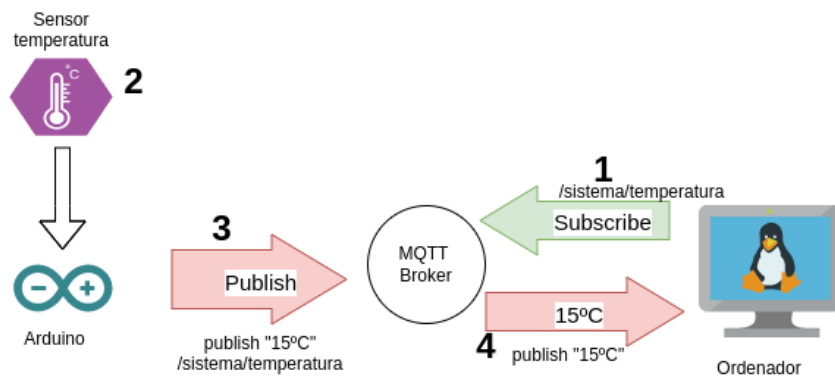 Sensor
temperatura
°C
2
1
/sistema/temperatura
Subscribe
3
Publish
MQTT
Broker
publish "15ºC"
/sistema/temperatura
15ºC
4
publish "15ºC"
Arduino
Ordenador